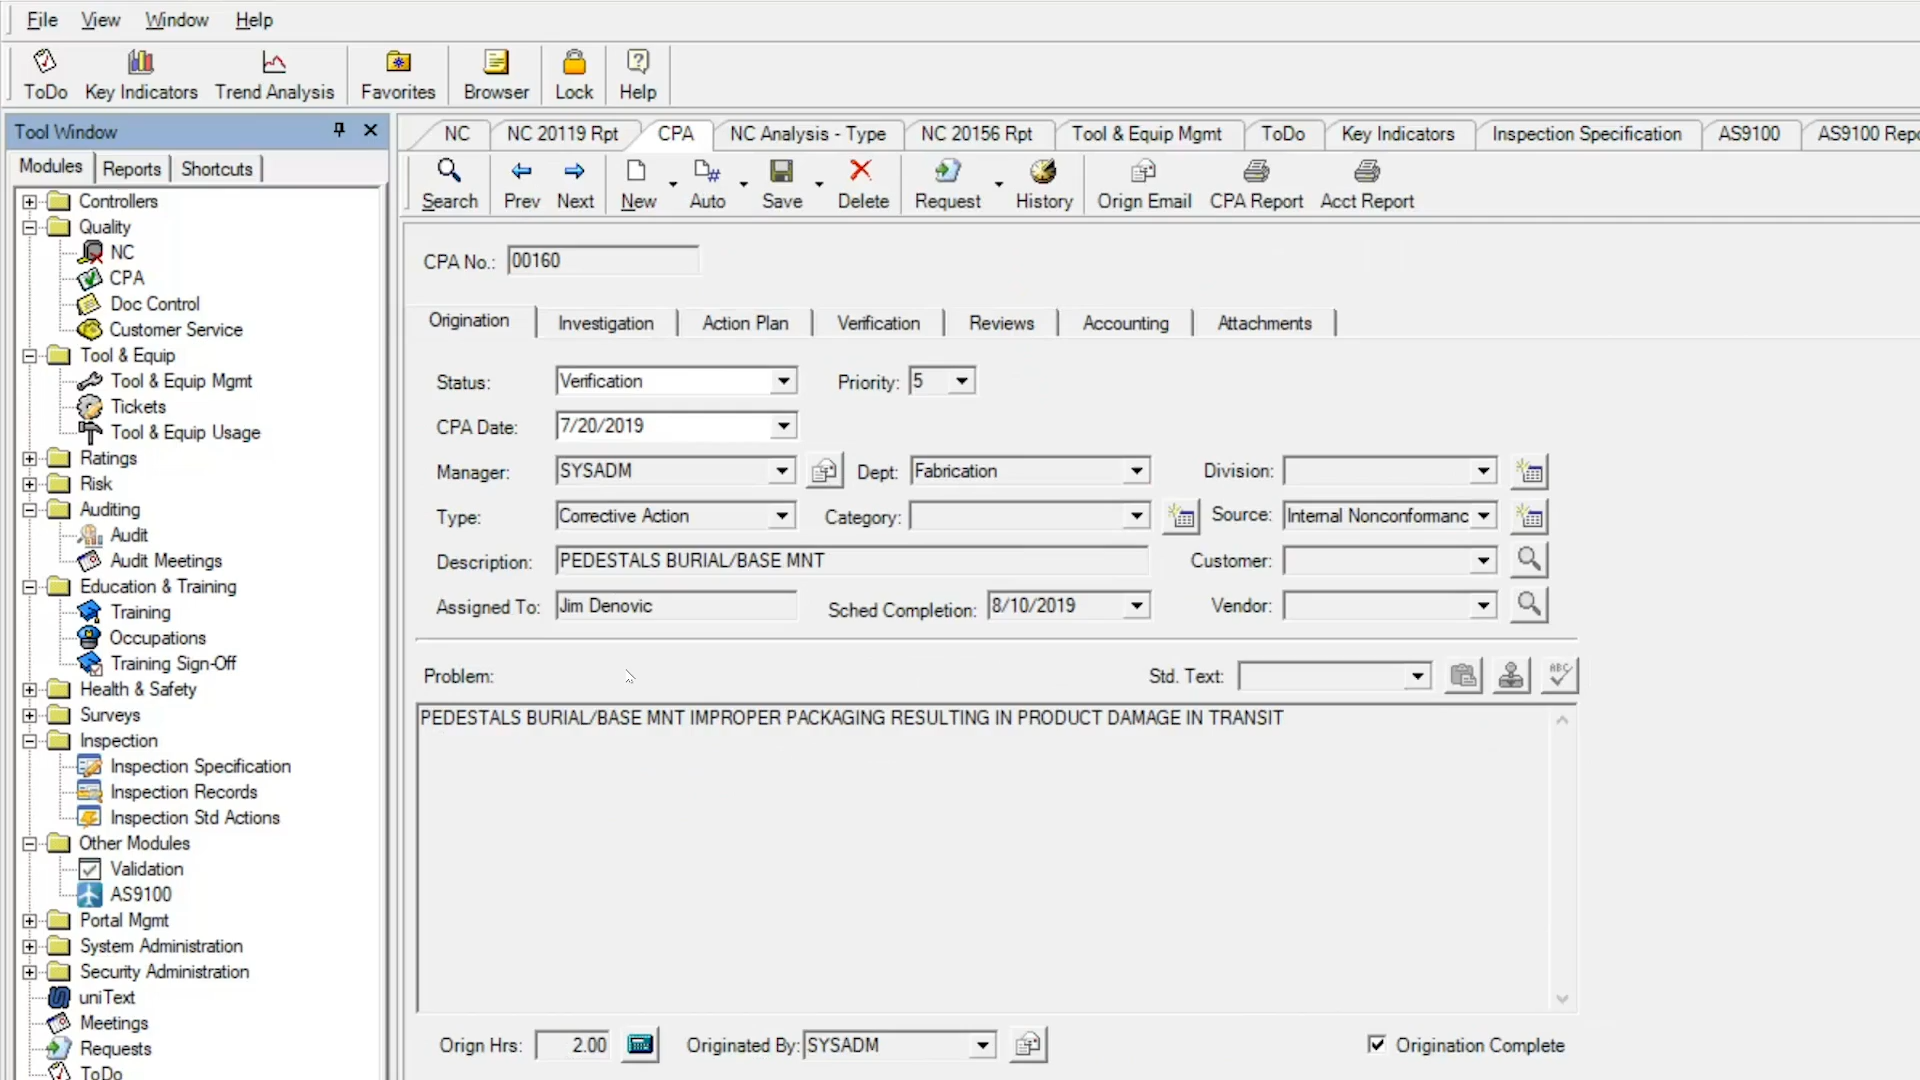 File View Window Help
ToDo Key Indicators Trend Analysis Favorites Browser Lock Help
Tool Window
Modules Reports Shortcuts
Controllers
Quality
NC
CPA
Doc Control
Customer Service
Tool & Equip
Tool & Equip Mgmt
Tickets
Tool & Equip Usage
Ratings
Risk
Auditing
Audit
Audit Meetings
Education & Training
Training
Occupations
Training Sign-Off
Health & Safety
Surveys
Inspection
Inspection Specification
Inspection Records
Inspection Std Actions
Other Modules
Validation
AS9100
Portal Mgmt
System Administration
Security Administration
uniText
Meetings
Requests
ToDo
NC NC 20119 Rpt CPA NC Analysis - Type NC 20156 Rpt Tool & Equip Mgmt ToDo Key Indicators Inspection Specification AS9100 AS9100 Repo
Search Prev Next New Auto Save Delete Request History Orign Email CPA Report Acct Report
CPA No.: 00160
Origination Investigation Action Plan Verification Reviews Accounting Attachments
Status: Verification Priority: 5
CPA Date: 7/20/2019
Manager: SYSADM Dept: Fabrication Division:
Type: Corrective Action Category: Source: Internal Nonconformanc
Description: PEDESTALS BURIAL/BASE MNT Customer:
Assigned To: Jim Denovic Sched Completion: 8/10/2019 Vendor:
Problem: Std. Text: ABC
PEDESTALS BURIAL/BASE MNT IMPROPER PACKAGING RESULTING IN PRODUCT DAMAGE IN TRANSIT
Orign Hrs: 2.00 Originated By: SYSADM Origination Complete